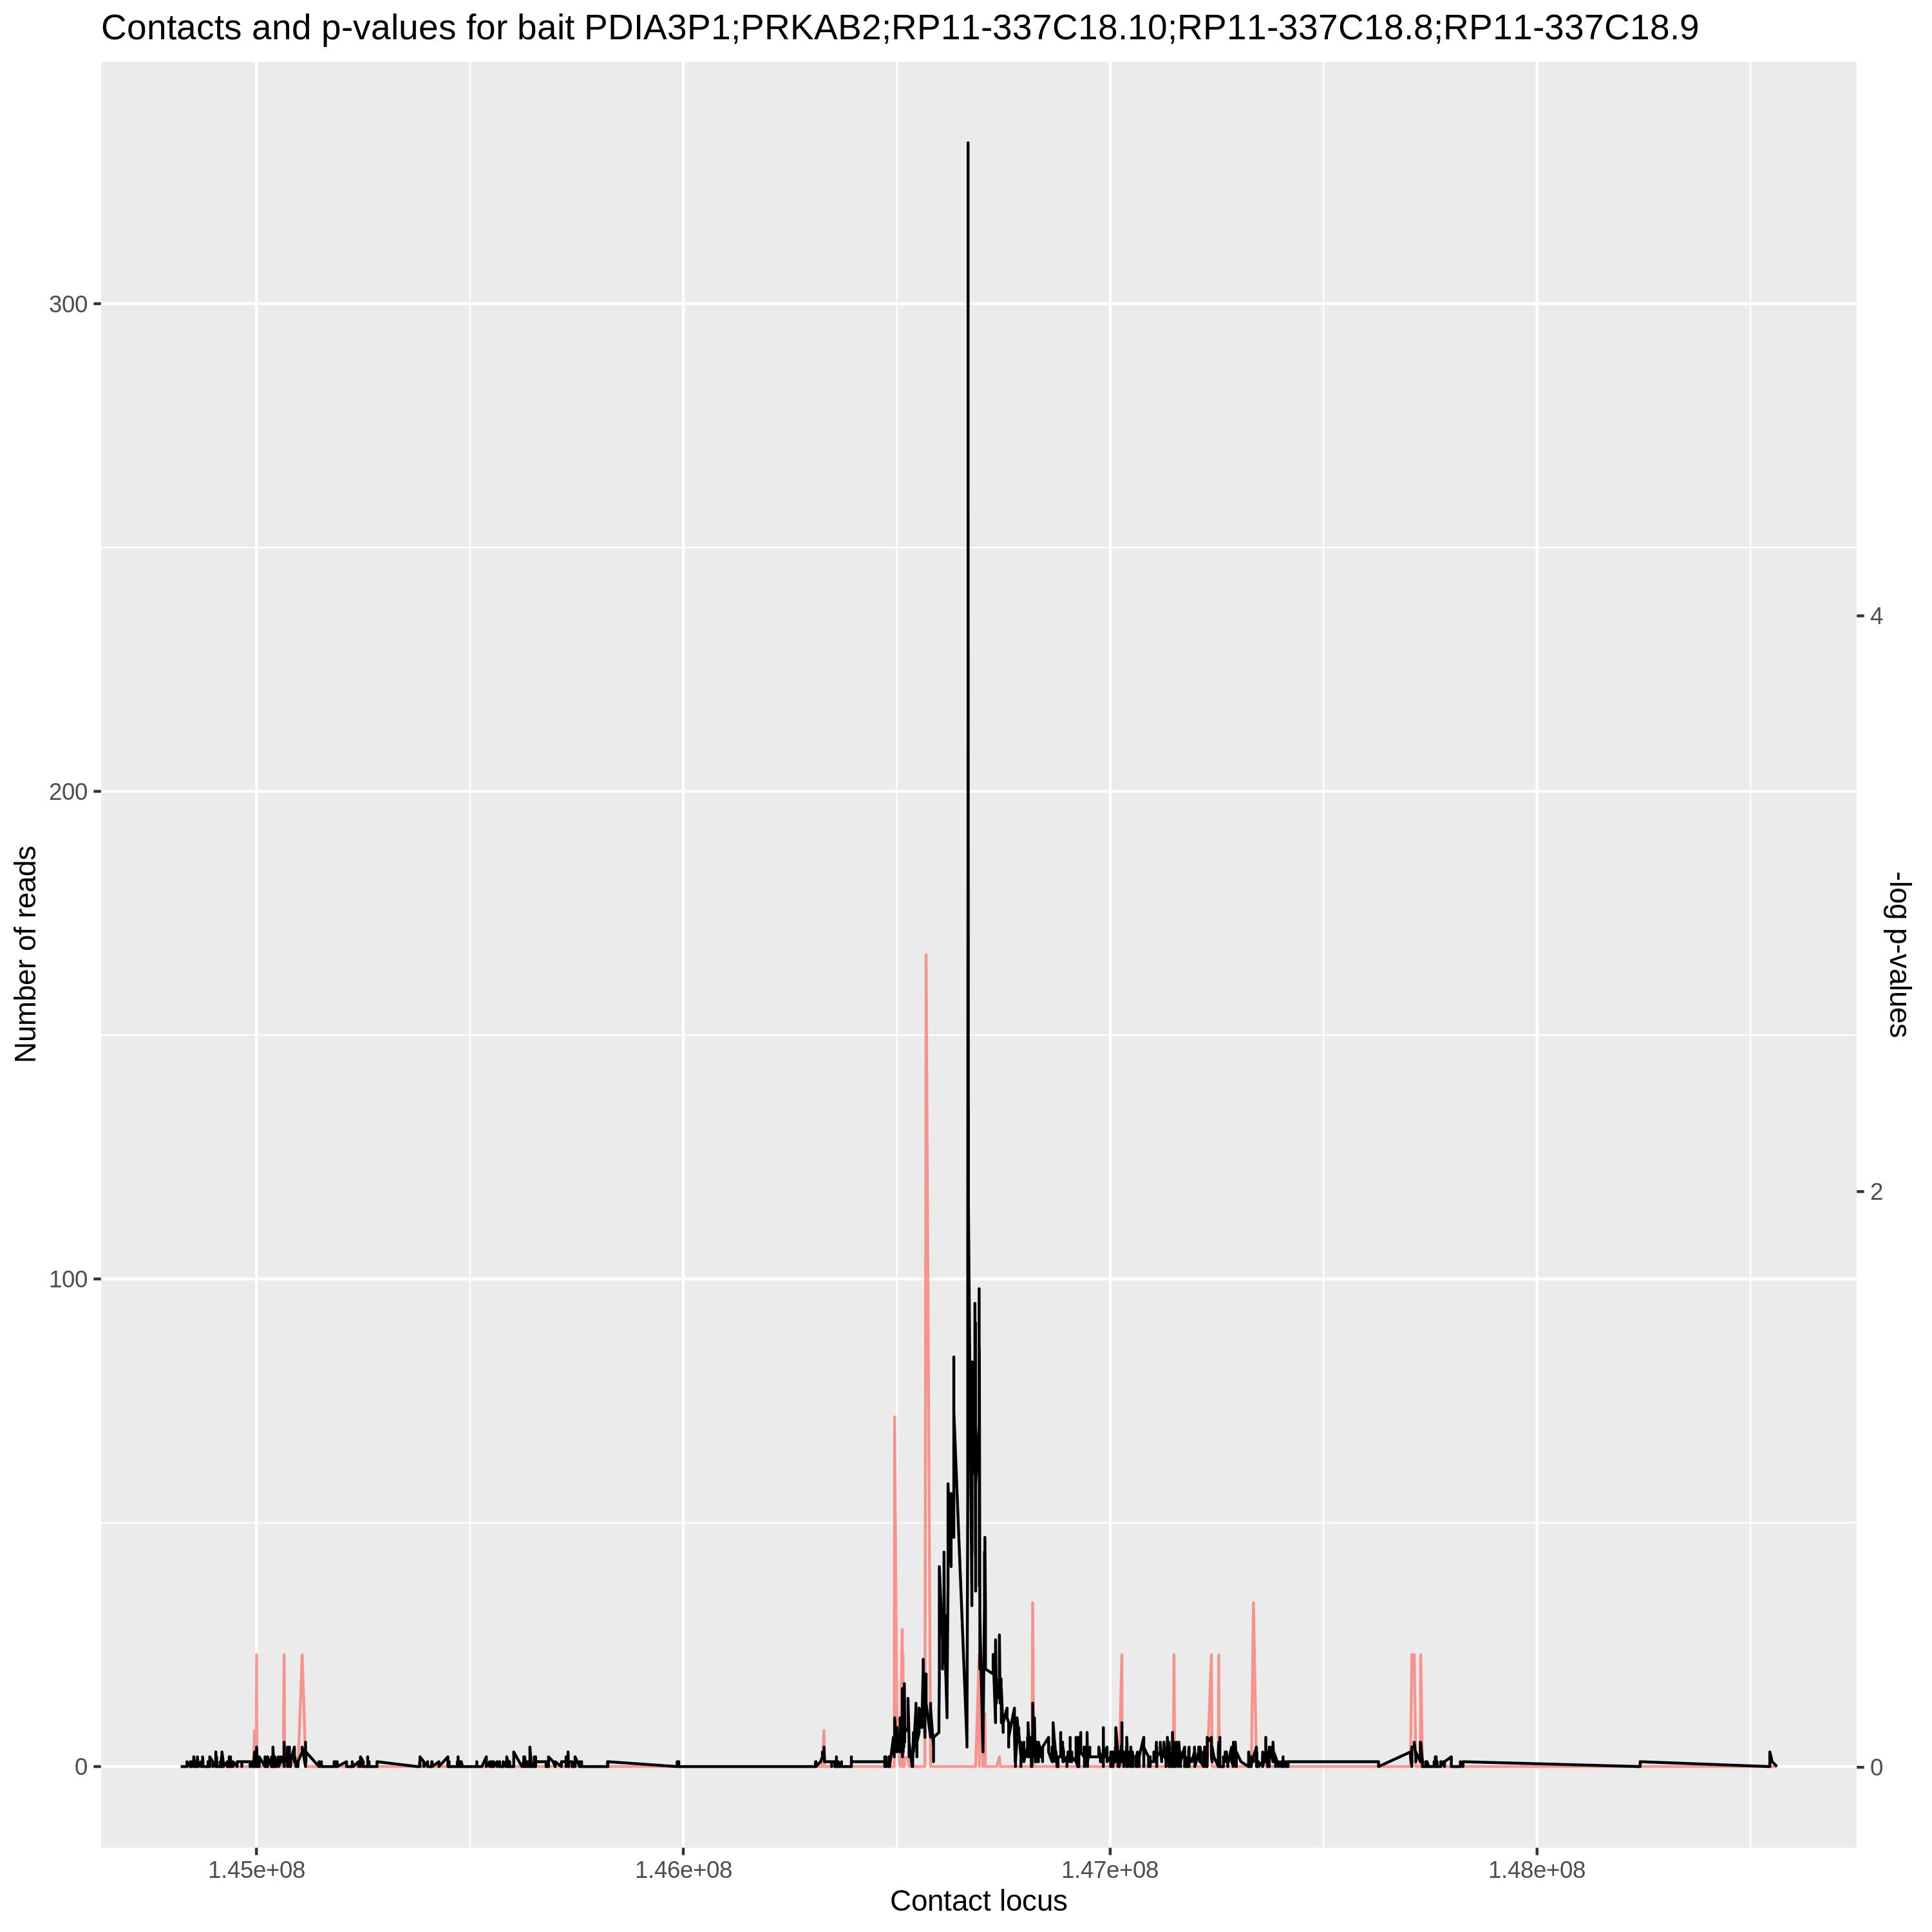 Contacts and p-values for bait PDIA3P1;PRKAB2;RP11-337C18.10;RP11-337C18.8;RP11-337C18.9
300
200
100
0
Number of reads
4
2
0
-log p-values
1.45e+08 1.46e+08 1.47e+08 1.48e+08
Contact locus